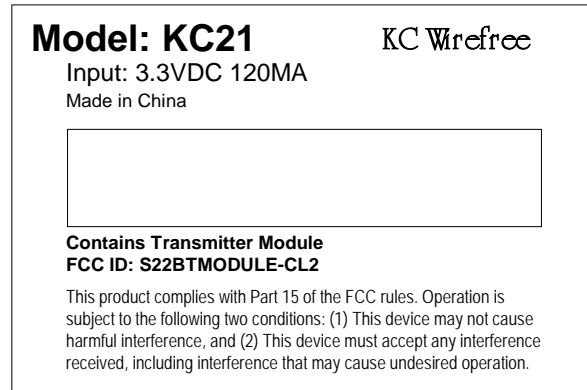 Model: KC21 KC Wirefree
Input: 3.3VDC 120MA
Made in China
Contains Transmitter Module
FCC ID: S22BTMODULE-CL2
This product complies with Part 15 of the FCC rules. Operation is
subject to the following two conditions: (1) This device may not cause
harmful interference, and (2) This device must accept any interference
received, including interference that may cause undesired operation.